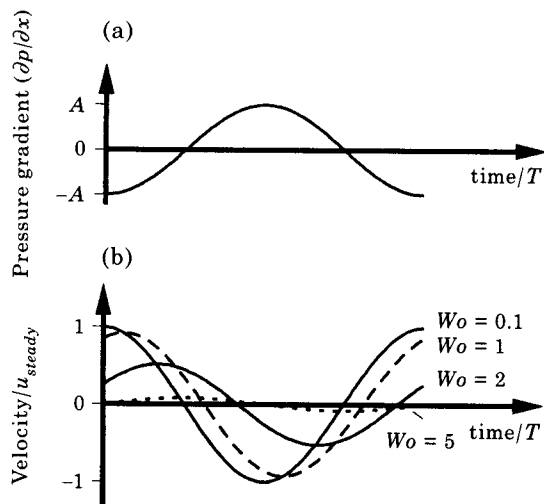 (a)
Pressure gradient (∂p/∂x)
A
0
−A
time/T
(b)
Velocity/u_steady
1
0
−1
Wo = 0.1
Wo = 1
Wo = 2
Wo = 5
time/T